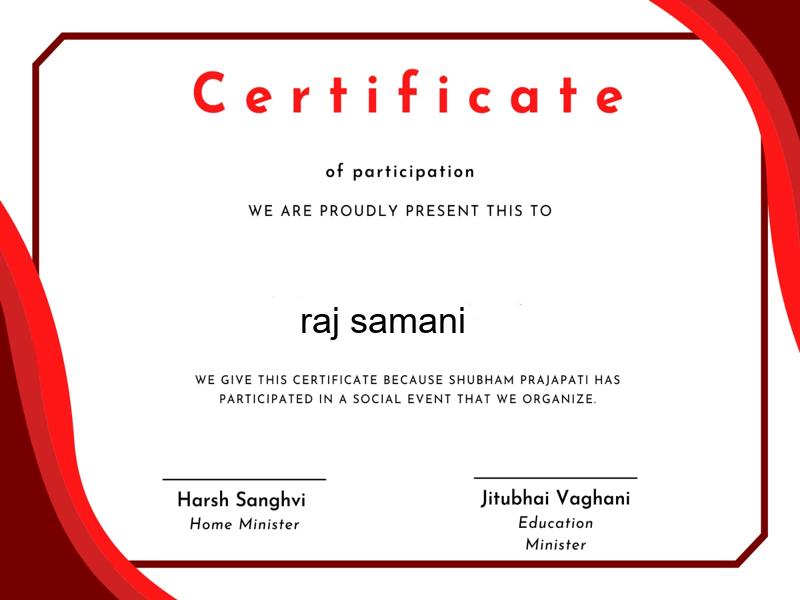 Certificate
of participation
WE ARE PROUDLY PRESENT THIS TO
raj samani
WE GIVE THIS CERTIFICATE BECAUSE SHUBHAM PRAJAPATI HAS
PARTICIPATED IN A SOCIAL EVENT THAT WE ORGANIZE.
Harsh Sanghvi
Home Minister
Jitubhai Vaghani
Education
Minister